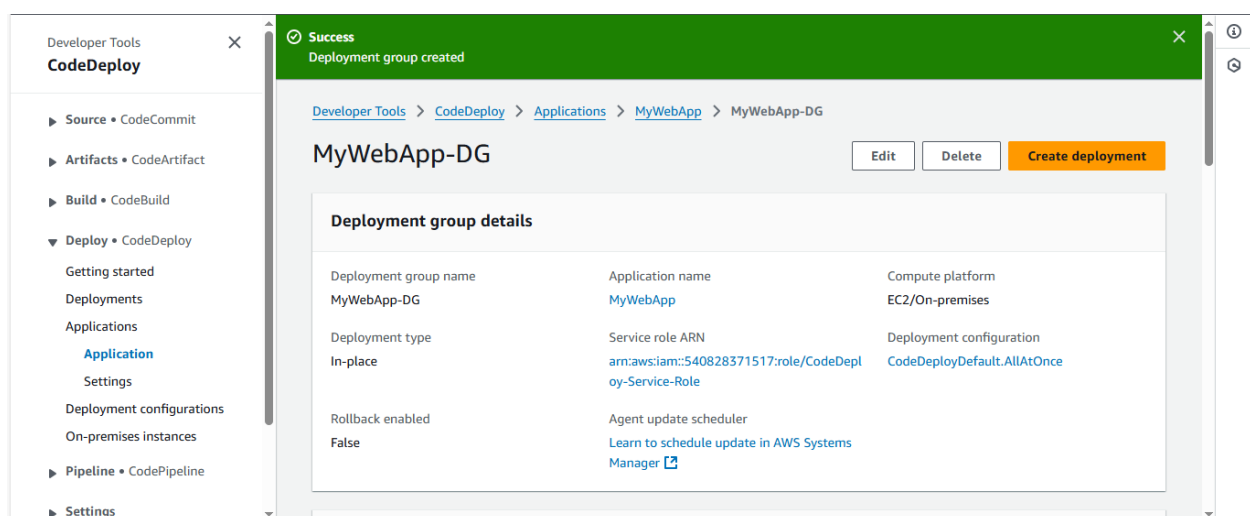 Developer Tools
CodeDeploy
Source • CodeCommit
Artifacts • CodeArtifact
Build • CodeBuild
Deploy • CodeDeploy
Getting started
Deployments
Applications
Application
Settings
Deployment configurations
On-premises instances
Pipeline • CodePipeline
Settings
Success
Deployment group created
Developer Tools > CodeDeploy > Applications > MyWebApp > MyWebApp-DG
MyWebApp-DG
Edit
Delete
Create deployment
Deployment group details
Deployment group name
MyWebApp-DG
Application name
MyWebApp
Compute platform
EC2/On-premises
Deployment type
In-place
Service role ARN
arn:aws:iam::540828371517:role/CodeDepl
oy-Service-Role
Deployment configuration
CodeDeployDefault.AllAtOnce
Rollback enabled
False
Agent update scheduler
Learn to schedule update in AWS Systems
Manager